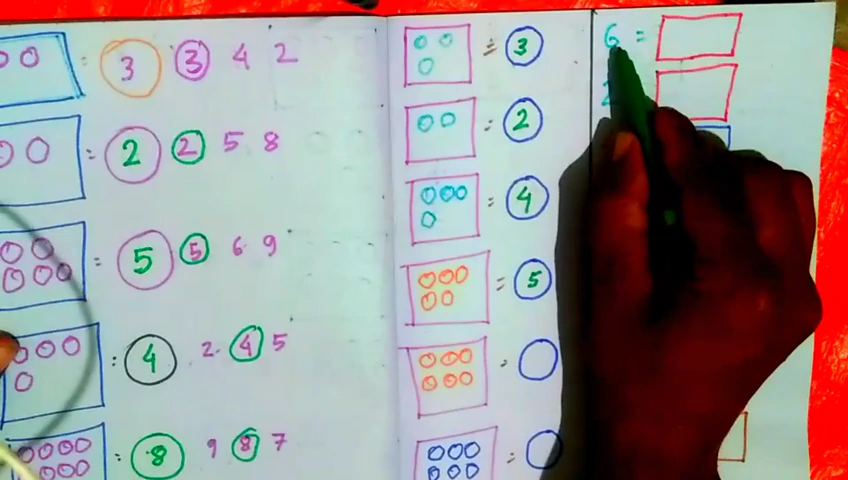 = 3 3 4 2
= 2 2 5 8
= 5 5 6 9
: 4 2. 4 5
: 8 9 8 7
= 3
: 2
= 4
= 5
=
=
6 =